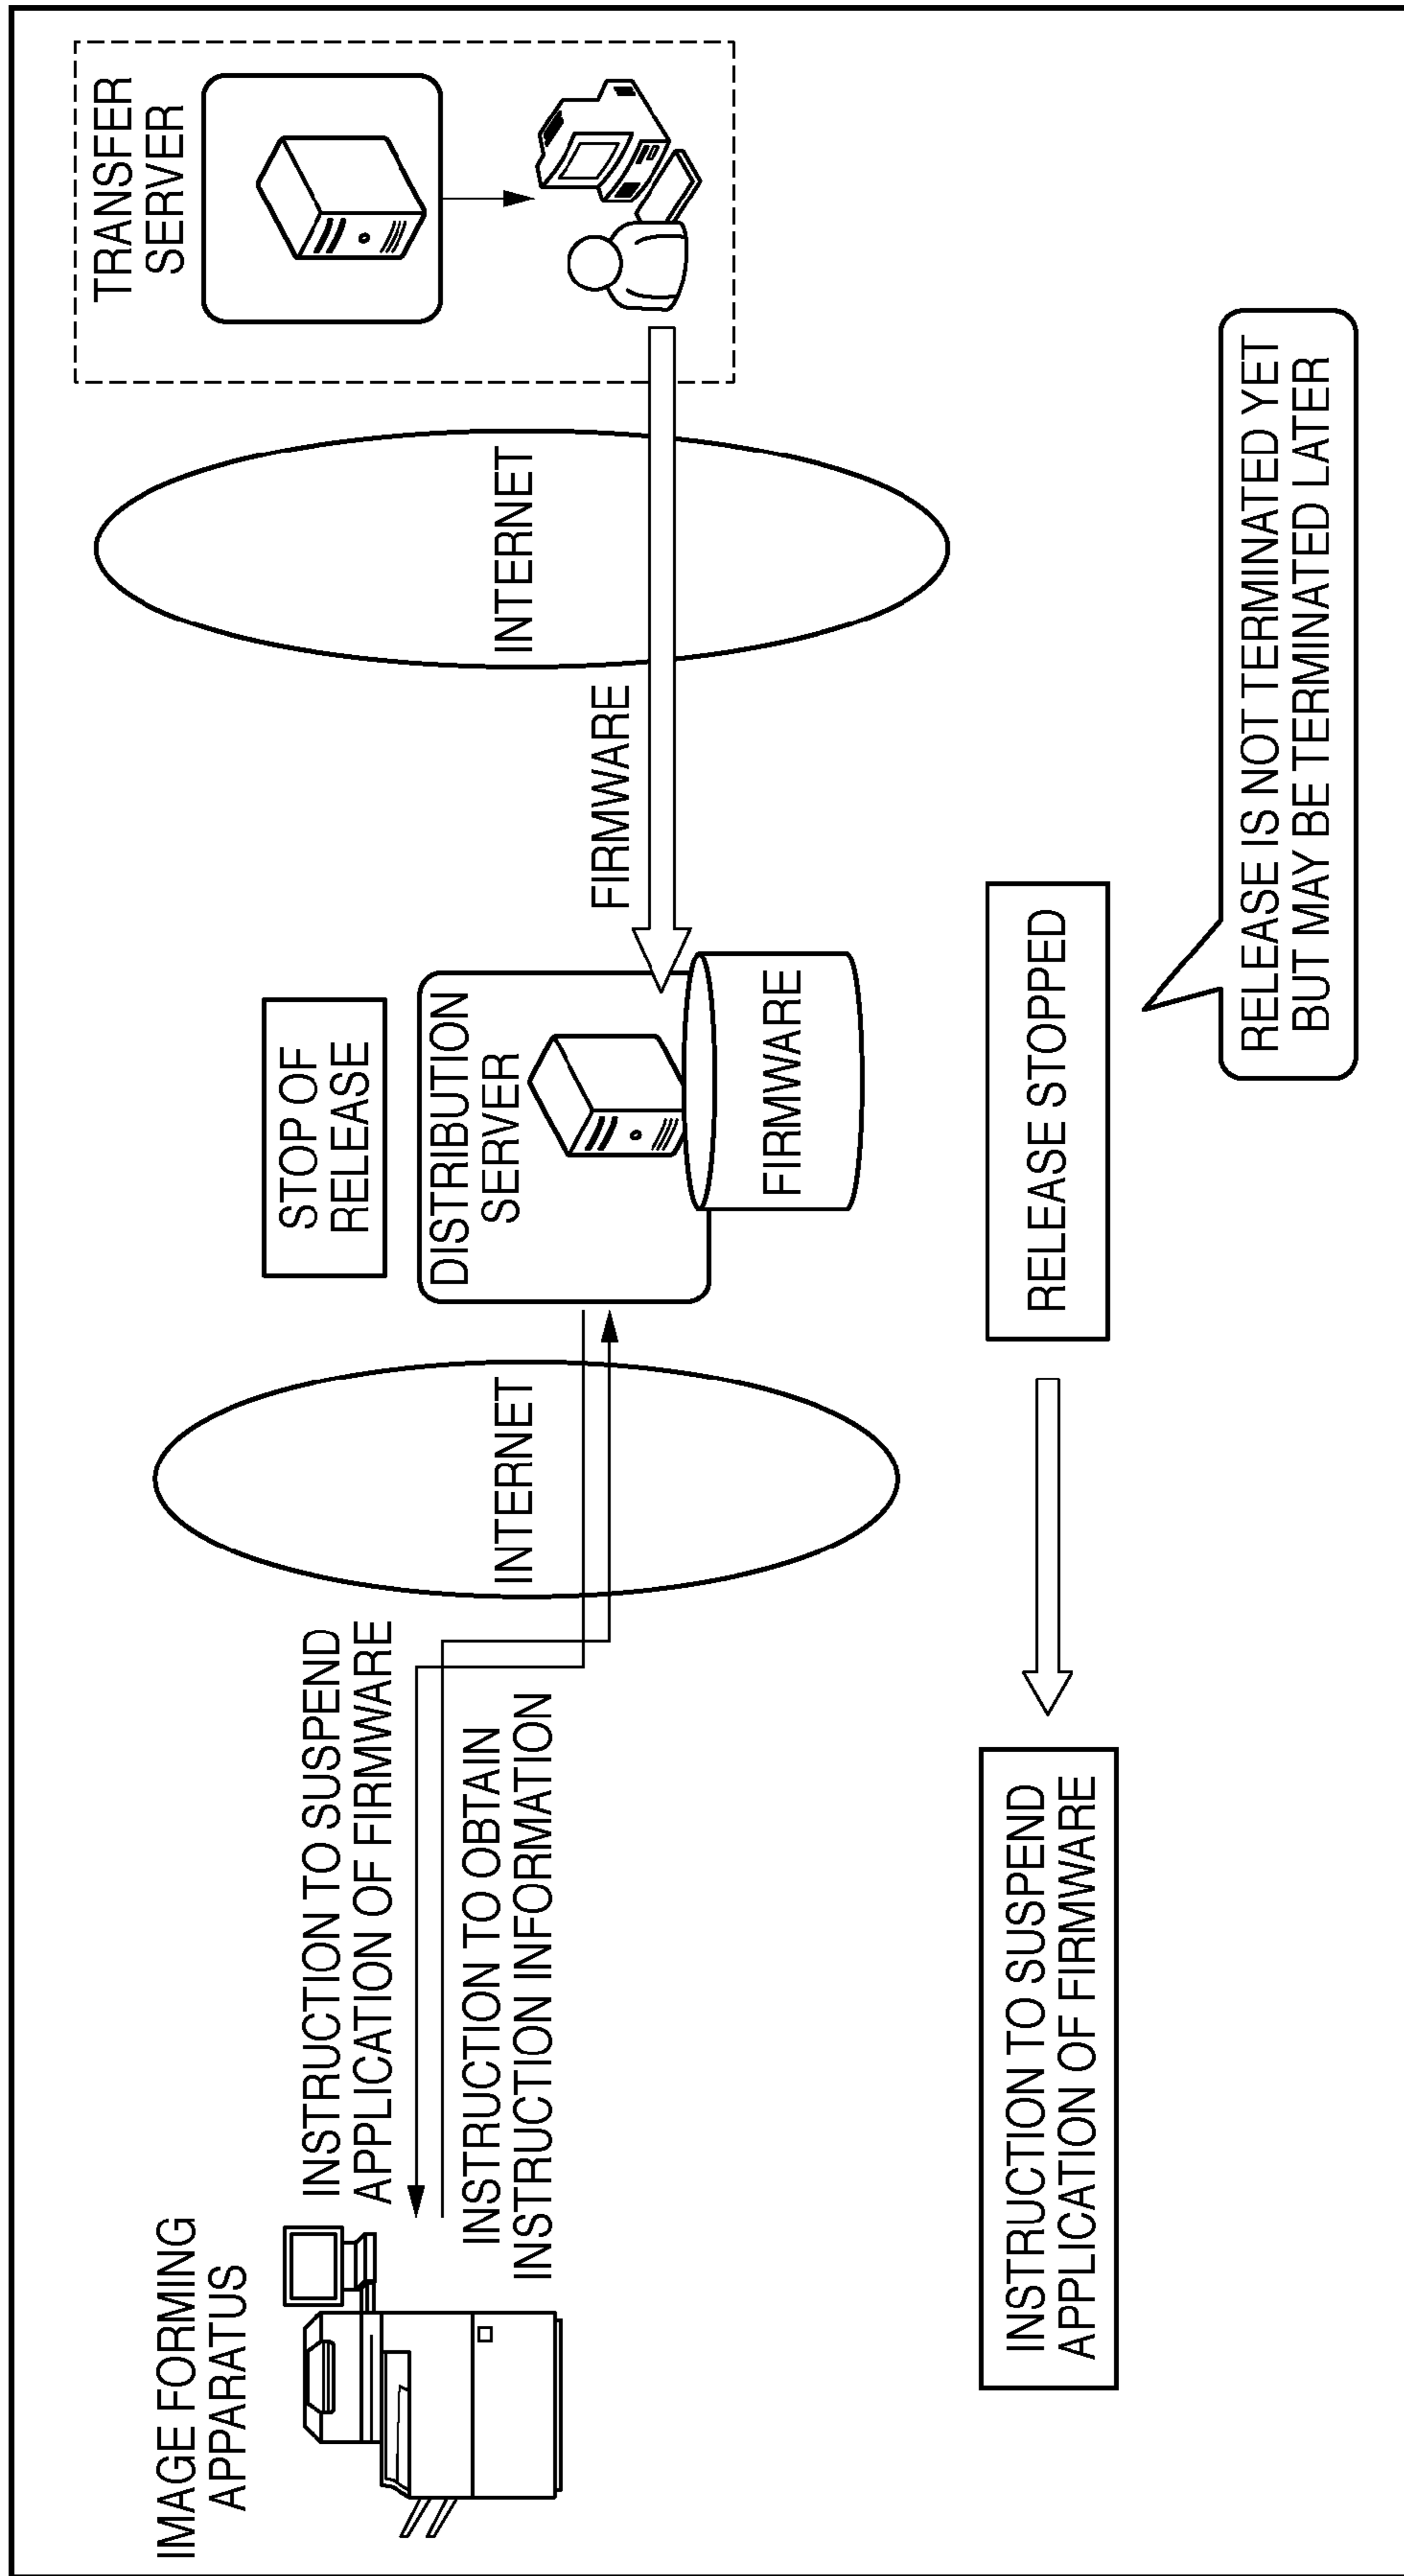 IMAGE FORMING
APPARATUS
INSTRUCTION TO SUSPEND
APPLICATION OF FIRMWARE
INSTRUCTION TO OBTAIN
INSTRUCTION INFORMATION
INTERNET
STOP OF
RELEASE
DISTRIBUTION
SERVER
FIRMWARE
FIRMWARE
INTERNET
TRANSFER
SERVER
INSTRUCTION TO SUSPEND
APPLICATION OF FIRMWARE
RELEASE STOPPED
RELEASE IS NOT TERMINATED YET
BUT MAY BE TERMINATED LATER